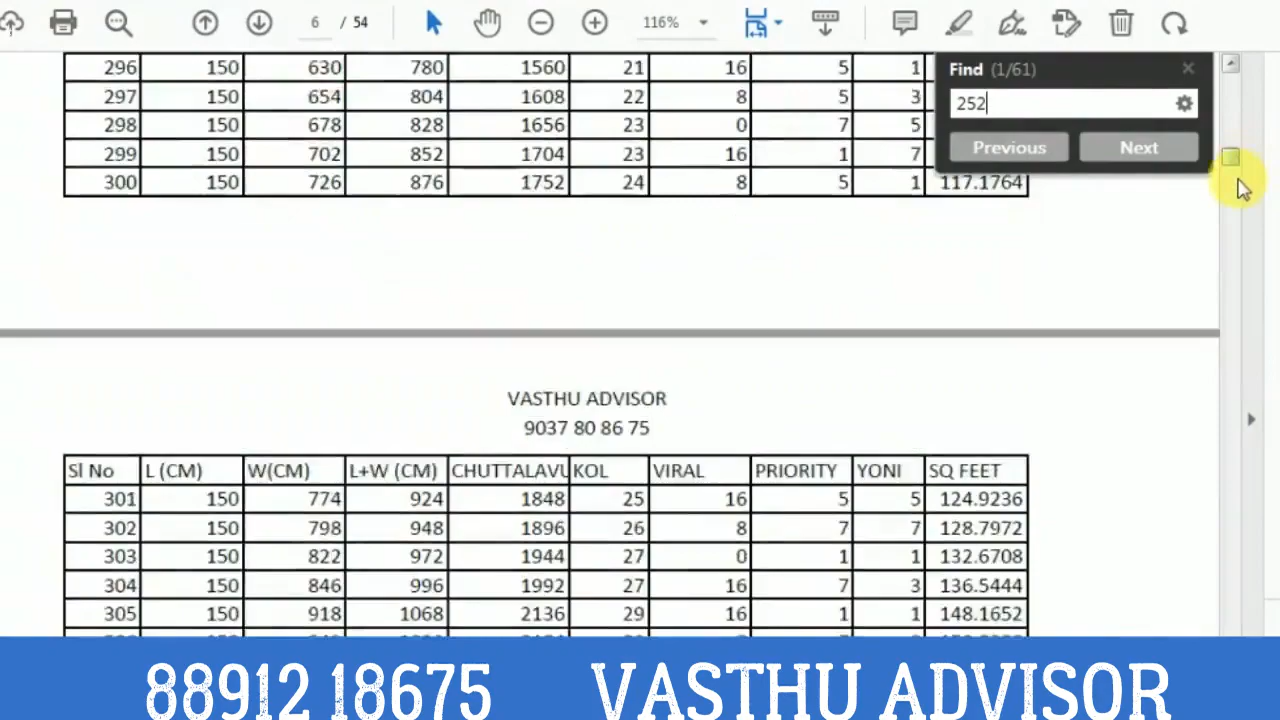 6 / 54 116%
Find (1/61)
252
Previous Next
296 150 630 780 1560 21 16 5 1
297 150 654 804 1608 22 8 5 3
298 150 678 828 1656 23 0 7 5
299 150 702 852 1704 23 16 1 7
300 150 726 876 1752 24 8 5 1 117.1764
VASTHU ADVISOR
9037 80 86 75
Sl No L (CM) W(CM) L+W (CM) CHUTTALAVU KOL VIRAL PRIORITY YONI SQ FEET
301 150 774 924 1848 25 16 5 5 124.9236
302 150 798 948 1896 26 8 7 7 128.7972
303 150 822 972 1944 27 0 1 1 132.6708
304 150 846 996 1992 27 16 7 3 136.5444
305 150 918 1068 2136 29 16 1 1 148.1652
88912 18675 VASTHU ADVISOR